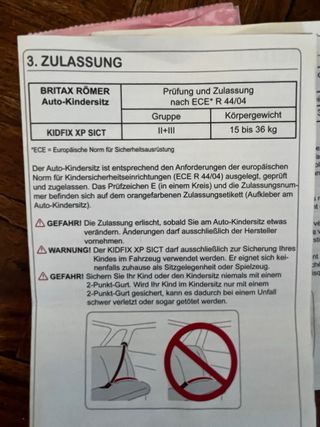 3. ZULASSUNG
BRITAX RÖMER
Auto-Kindersitz
Prüfung und Zulassung
nach ECE* R 44/04
Gruppe
Körpergewicht
KIDFIX XP SICT
II+III
15 bis 36 kg
*ECE = Europäische Norm für Sicherheitsausrüstung
Der Auto-Kindersitz ist entsprechend den Anforderungen der europäischen
Norm für Kindersicherheitseinrichtungen (ECE R 44/04) ausgelegt, geprüft
und zugelassen. Das Prüfzeichen E (in einem Kreis) und die Zulassungsnum-
mer befinden sich auf dem orangefarbenen Zulassungsetikett (Aufkleber am
Auto-Kindersitz).
GEFAHR! Die Zulassung erlischt, sobald Sie am Auto-Kindersitz etwas
verändern. Änderungen darf ausschließlich der Hersteller
vornehmen.
WARNUNG! Der KIDFIX XP SICT darf ausschließlich zur Sicherung Ihres
Kindes im Fahrzeug verwendet werden. Er eignet sich kei-
nenfalls zuhause als Sitzgelegenheit oder Spielzeug.
GEFAHR! Sichern Sie Ihr Kind oder den Kindersitz niemals mit einem
2-Punkt-Gurt. Wird Ihr Kind im Kindersitz nur mit einem
2-Punkt-Gurt gesichert, kann es dadurch bei einem Unfall
schwer verletzt oder sogar getötet werden.